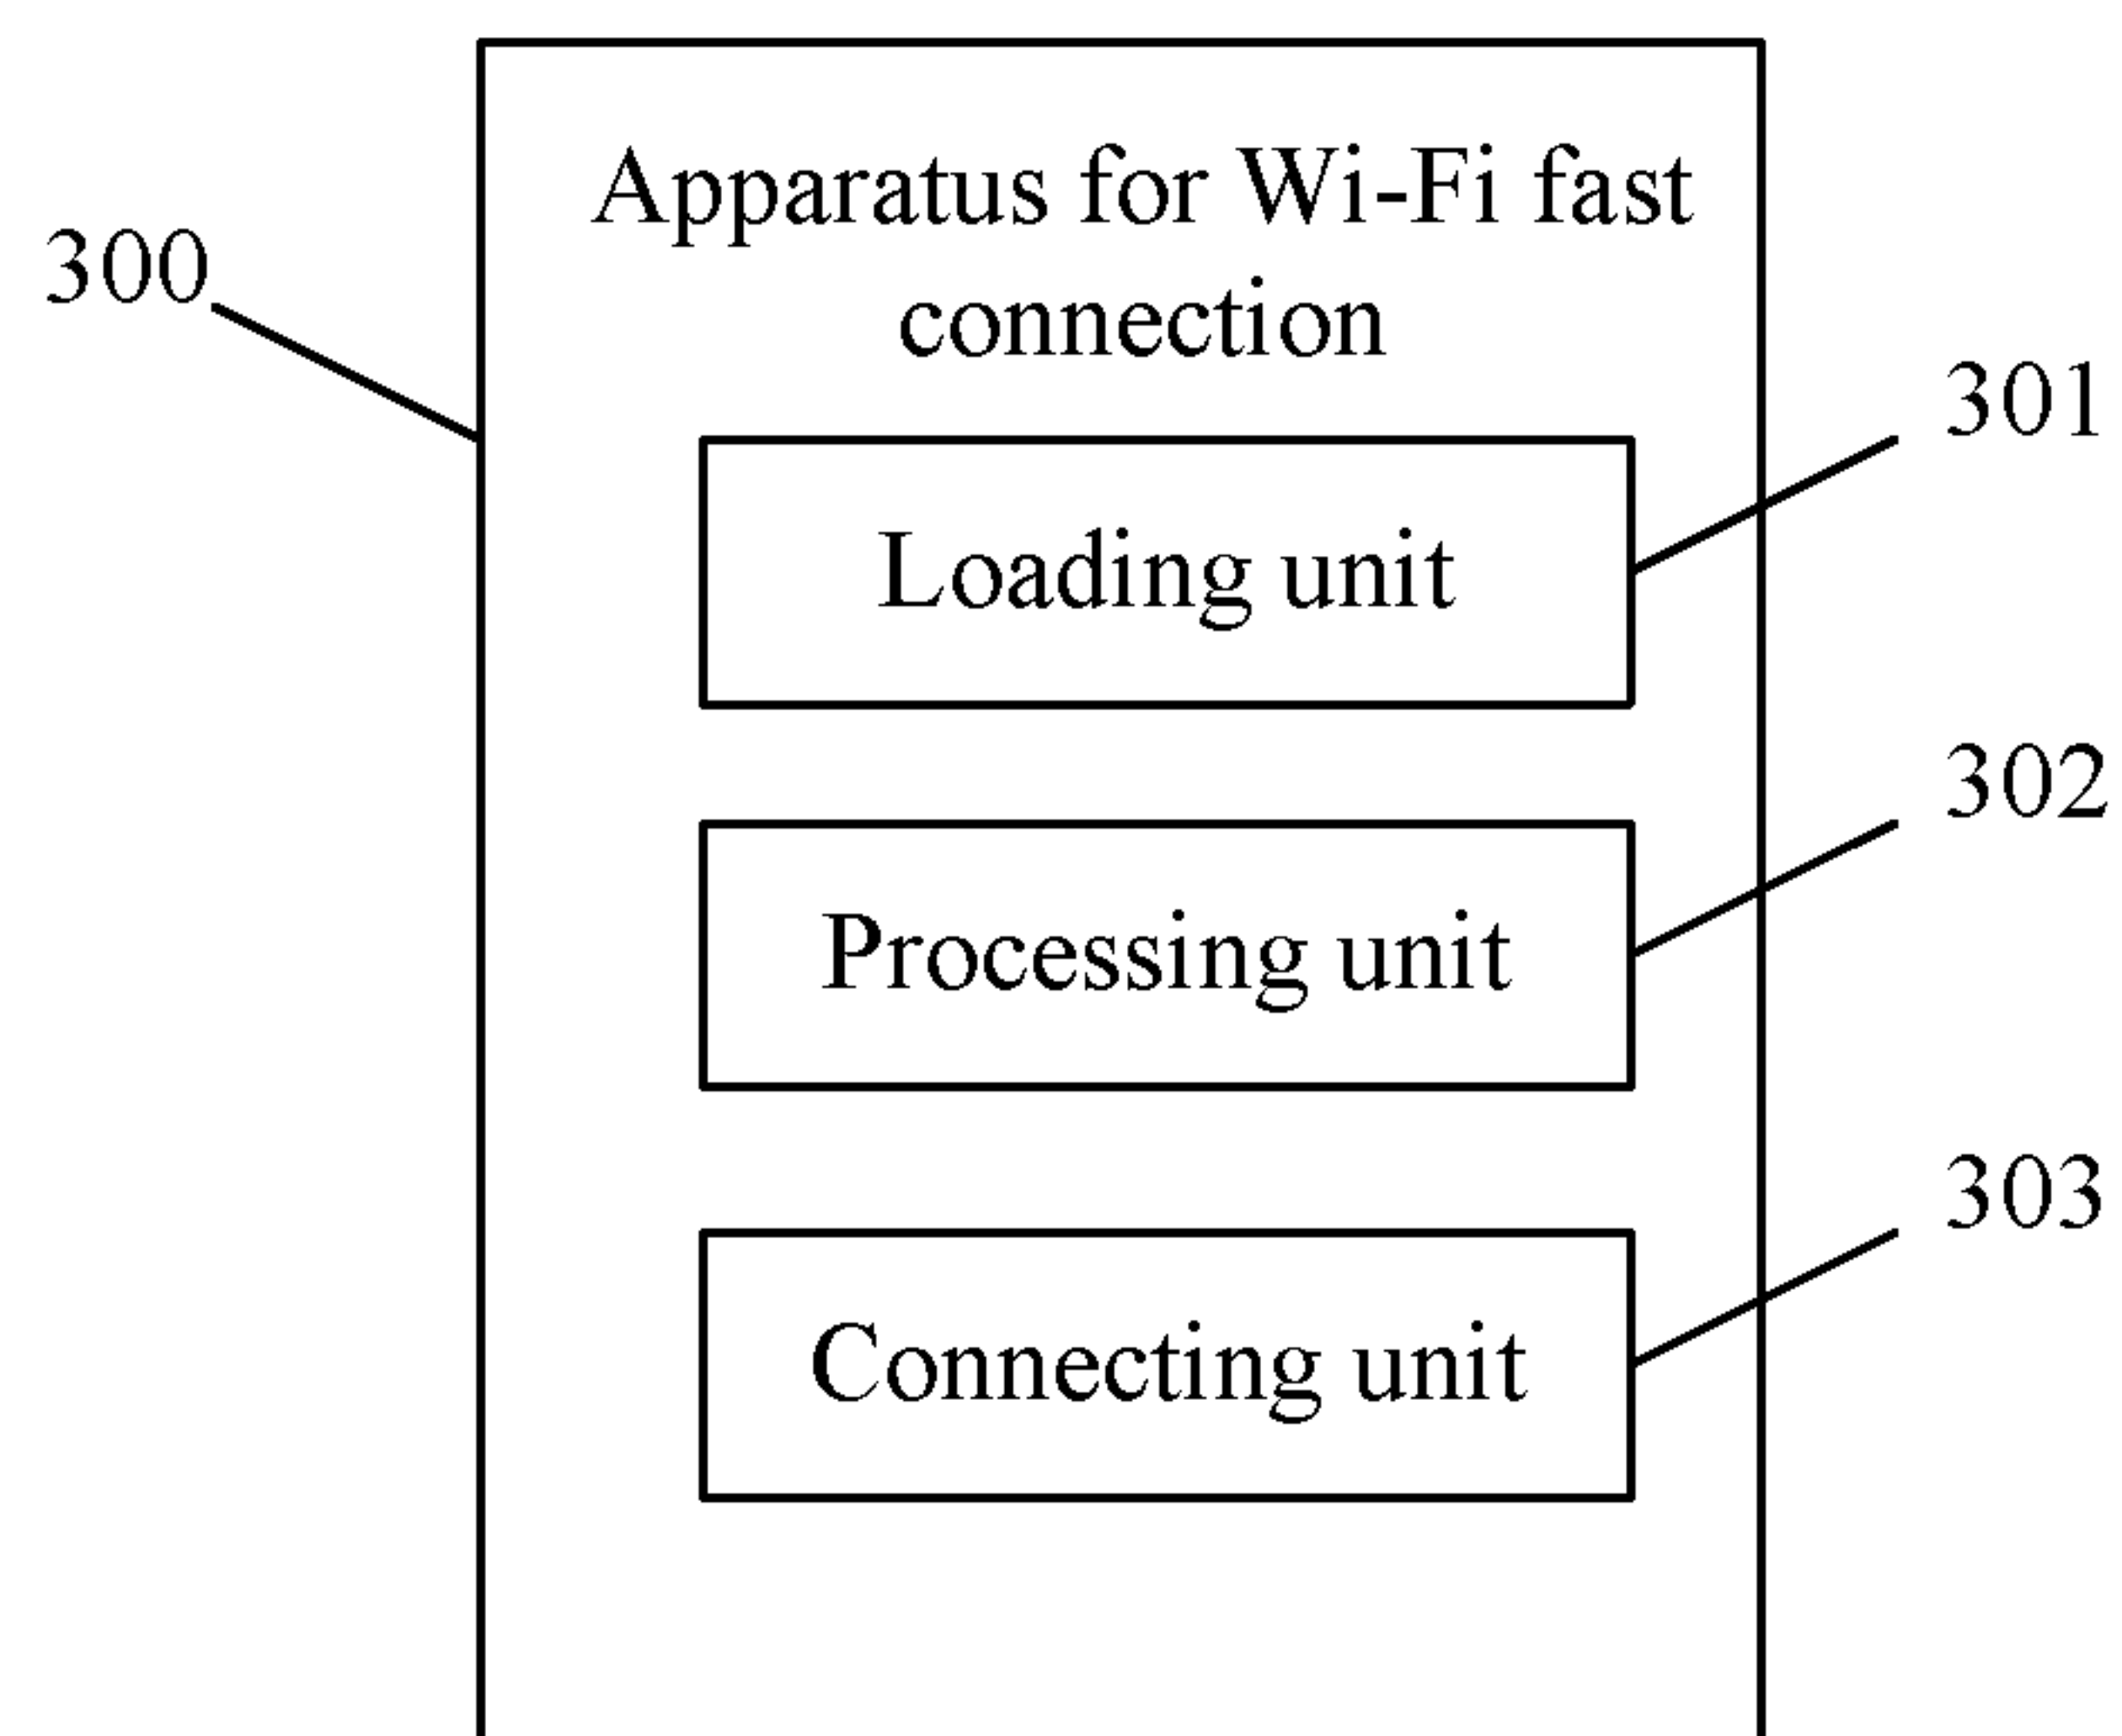 Apparatus for Wi-Fi fast
connection
300
301
Loading unit
302
Processing unit
303
Connecting unit